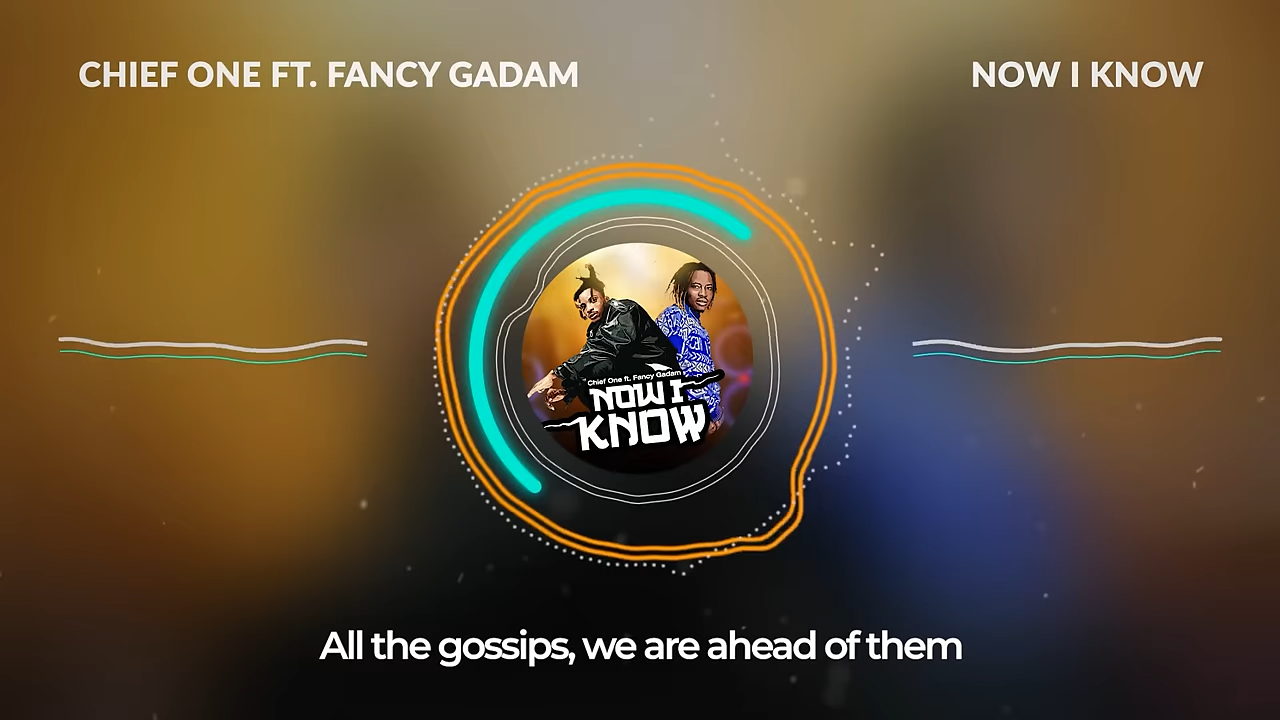 CHIEF ONE FT. FANCY GADAM
NOW I KNOW
Chief One ft. Fancy Gadam
NOW I
KNOW
All the gossips, we are ahead of them